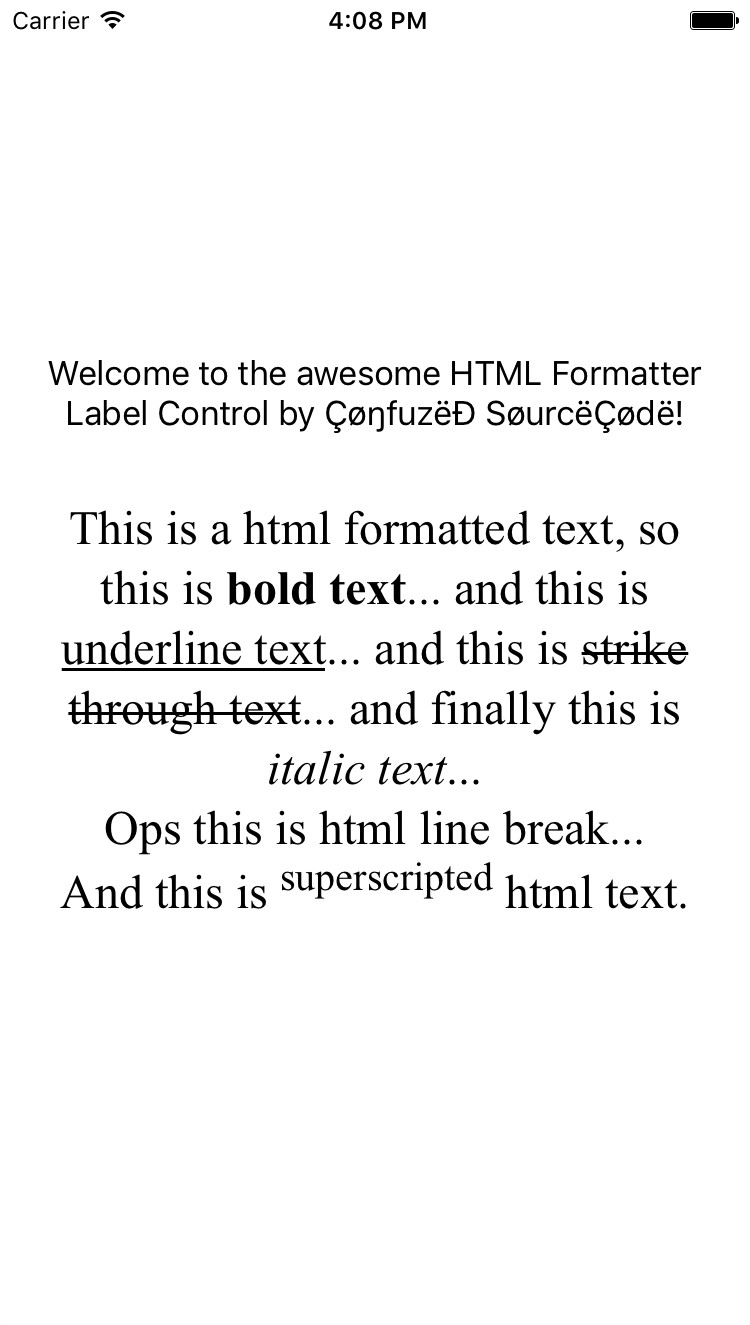 Carrier 4:08 PM
Welcome to the awesome HTML Formatter
Label Control by ÇøŋfuzëĐ SøurcëÇødë!
This is a html formatted text, so
this is bold text... and this is
underline text... and this is strike
through text... and finally this is
italic text...
Ops this is html line break...
And this is superscripted html text.